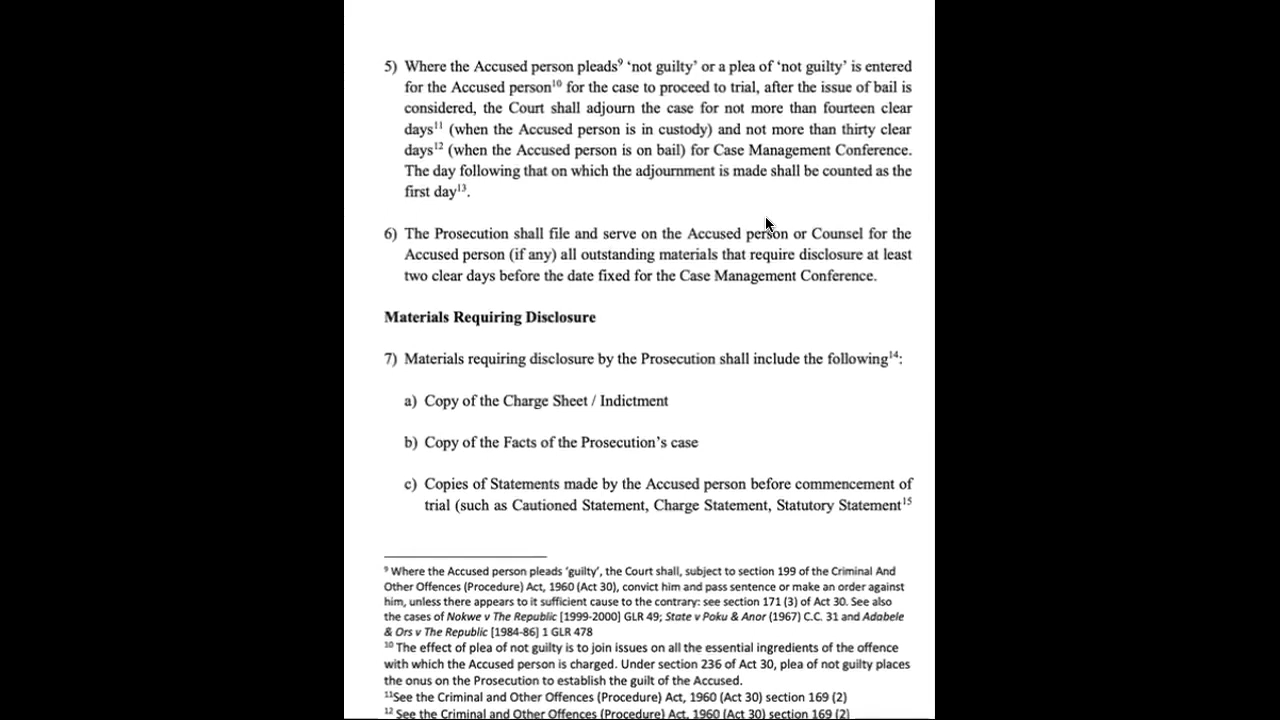 5) Where the Accused person pleads⁹ ‘not guilty’ or a plea of ‘not guilty’ is entered
for the Accused person¹⁰ for the case to proceed to trial, after the issue of bail is
considered, the Court shall adjourn the case for not more than fourteen clear
days¹¹ (when the Accused person is in custody) and not more than thirty clear
days¹² (when the Accused person is on bail) for Case Management Conference.
The day following that on which the adjournment is made shall be counted as the
first day¹³.
6) The Prosecution shall file and serve on the Accused person or Counsel for the
Accused person (if any) all outstanding materials that require disclosure at least
two clear days before the date fixed for the Case Management Conference.
Materials Requiring Disclosure
7) Materials requiring disclosure by the Prosecution shall include the following¹⁴:
a) Copy of the Charge Sheet / Indictment
b) Copy of the Facts of the Prosecution’s case
c) Copies of Statements made by the Accused person before commencement of
trial (such as Cautioned Statement, Charge Statement, Statutory Statement¹⁵
⁹ Where the Accused person pleads ‘guilty’, the Court shall, subject to section 199 of the Criminal And
Other Offences (Procedure) Act, 1960 (Act 30), convict him and pass sentence or make an order against
him, unless there appears to it sufficient cause to the contrary: see section 171 (3) of Act 30. See also
the cases of Nokwe v The Republic [1999-2000] GLR 49; State v Poku & Anor (1967) C.C. 31 and Adabele
& Ors v The Republic [1984-86] 1 GLR 478
¹⁰ The effect of plea of not guilty is to join issues on all the essential ingredients of the offence
with which the Accused person is charged. Under section 236 of Act 30, plea of not guilty places
the onus on the Prosecution to establish the guilt of the Accused.
¹¹See the Criminal and Other Offences (Procedure) Act, 1960 (Act 30) section 169 (2)
¹² See the Criminal and Other Offences (Procedure) Act, 1960 (Act 30) section 169 (2)